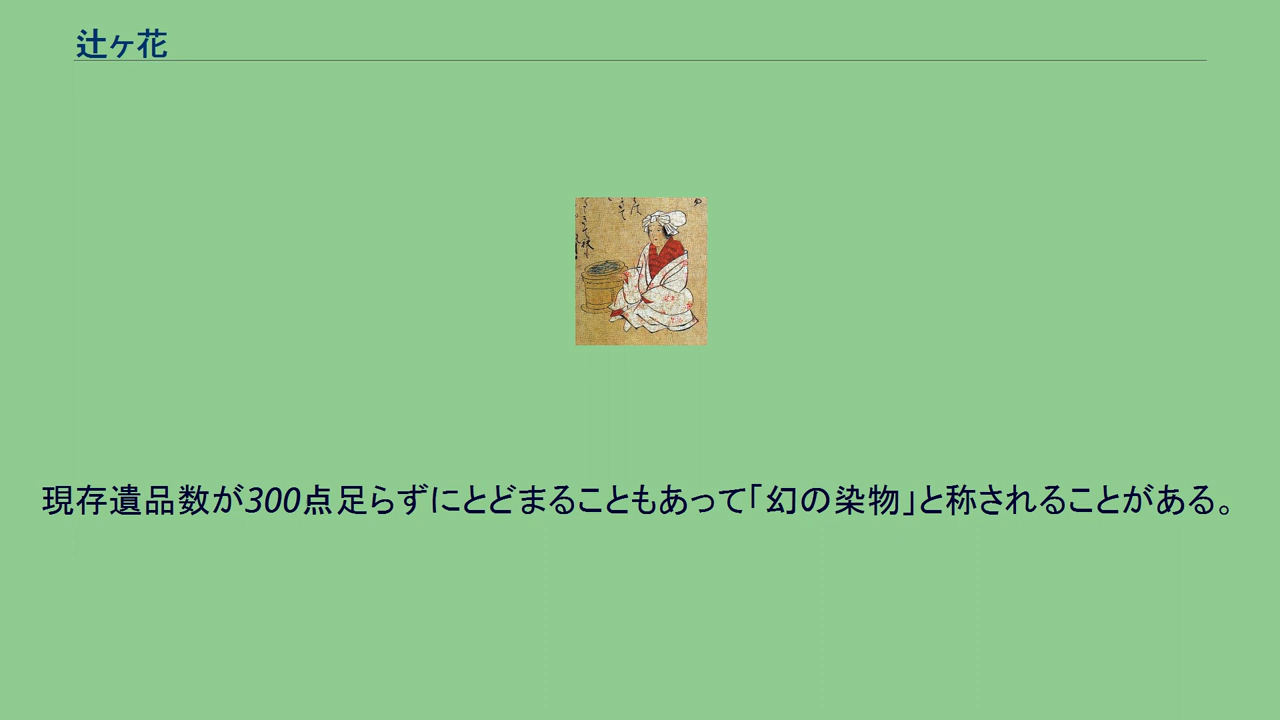 辻ヶ花
現存遺品数が300点足らずにとどまることもあって「幻の染物」と称されることがある。